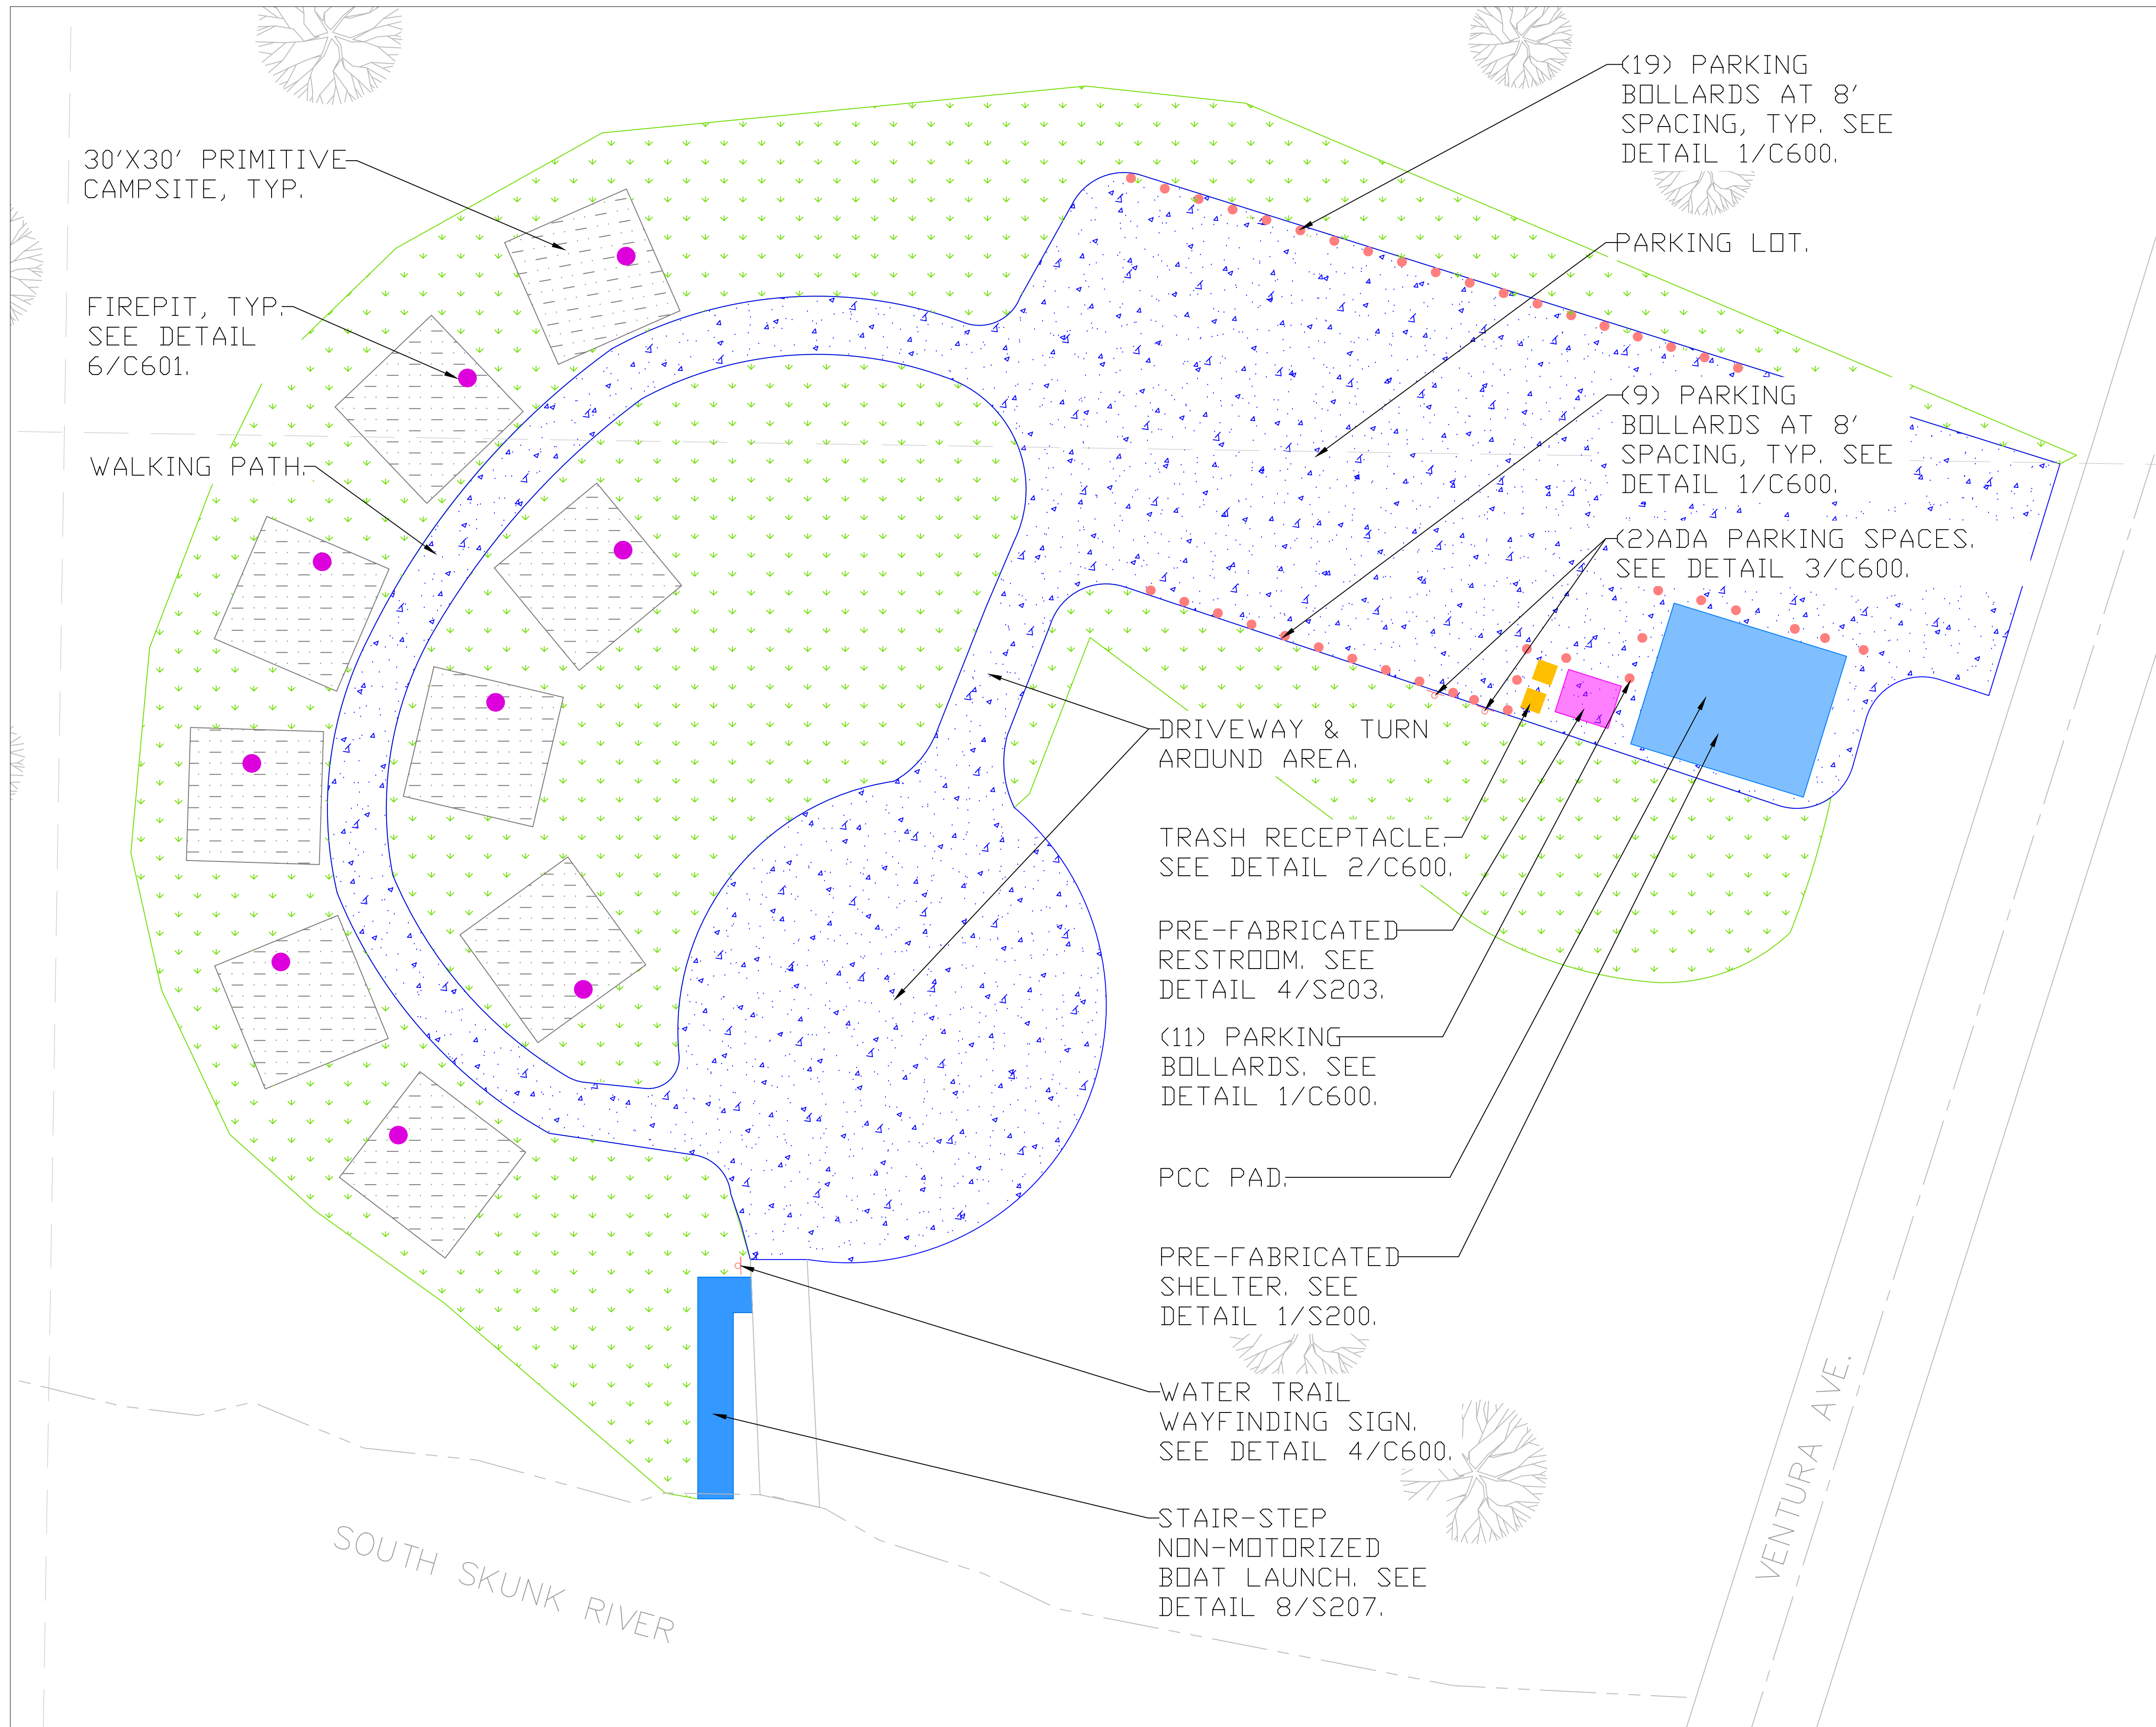 30'X30' PRIMITIVE
CAMPSITE, TYP.
FIREPIT, TYP.
SEE DETAIL
6/C601.
WALKING PATH.
(19) PARKING
BOLLARDS AT 8'
SPACING, TYP. SEE
DETAIL 1/C600.
PARKING LOT.
(9) PARKING
BOLLARDS AT 8'
SPACING, TYP. SEE
DETAIL 1/C600.
(2)ADA PARKING SPACES.
SEE DETAIL 3/C600.
DRIVEWAY & TURN
AROUND AREA.
TRASH RECEPTACLE.
SEE DETAIL 2/C600.
PRE-FABRICATED
RESTROOM. SEE
DETAIL 4/S203.
(11) PARKING
BOLLARDS. SEE
DETAIL 1/C600.
PCC PAD.
PRE-FABRICATED
SHELTER. SEE
DETAIL 1/S200.
WATER TRAIL
WAYFINDING SIGN.
SEE DETAIL 4/C600.
STAIR-STEP
NON-MOTORIZED
BOAT LAUNCH. SEE
DETAIL 8/S207.
SOUTH SKUNK RIVER
VENTURA AVE.